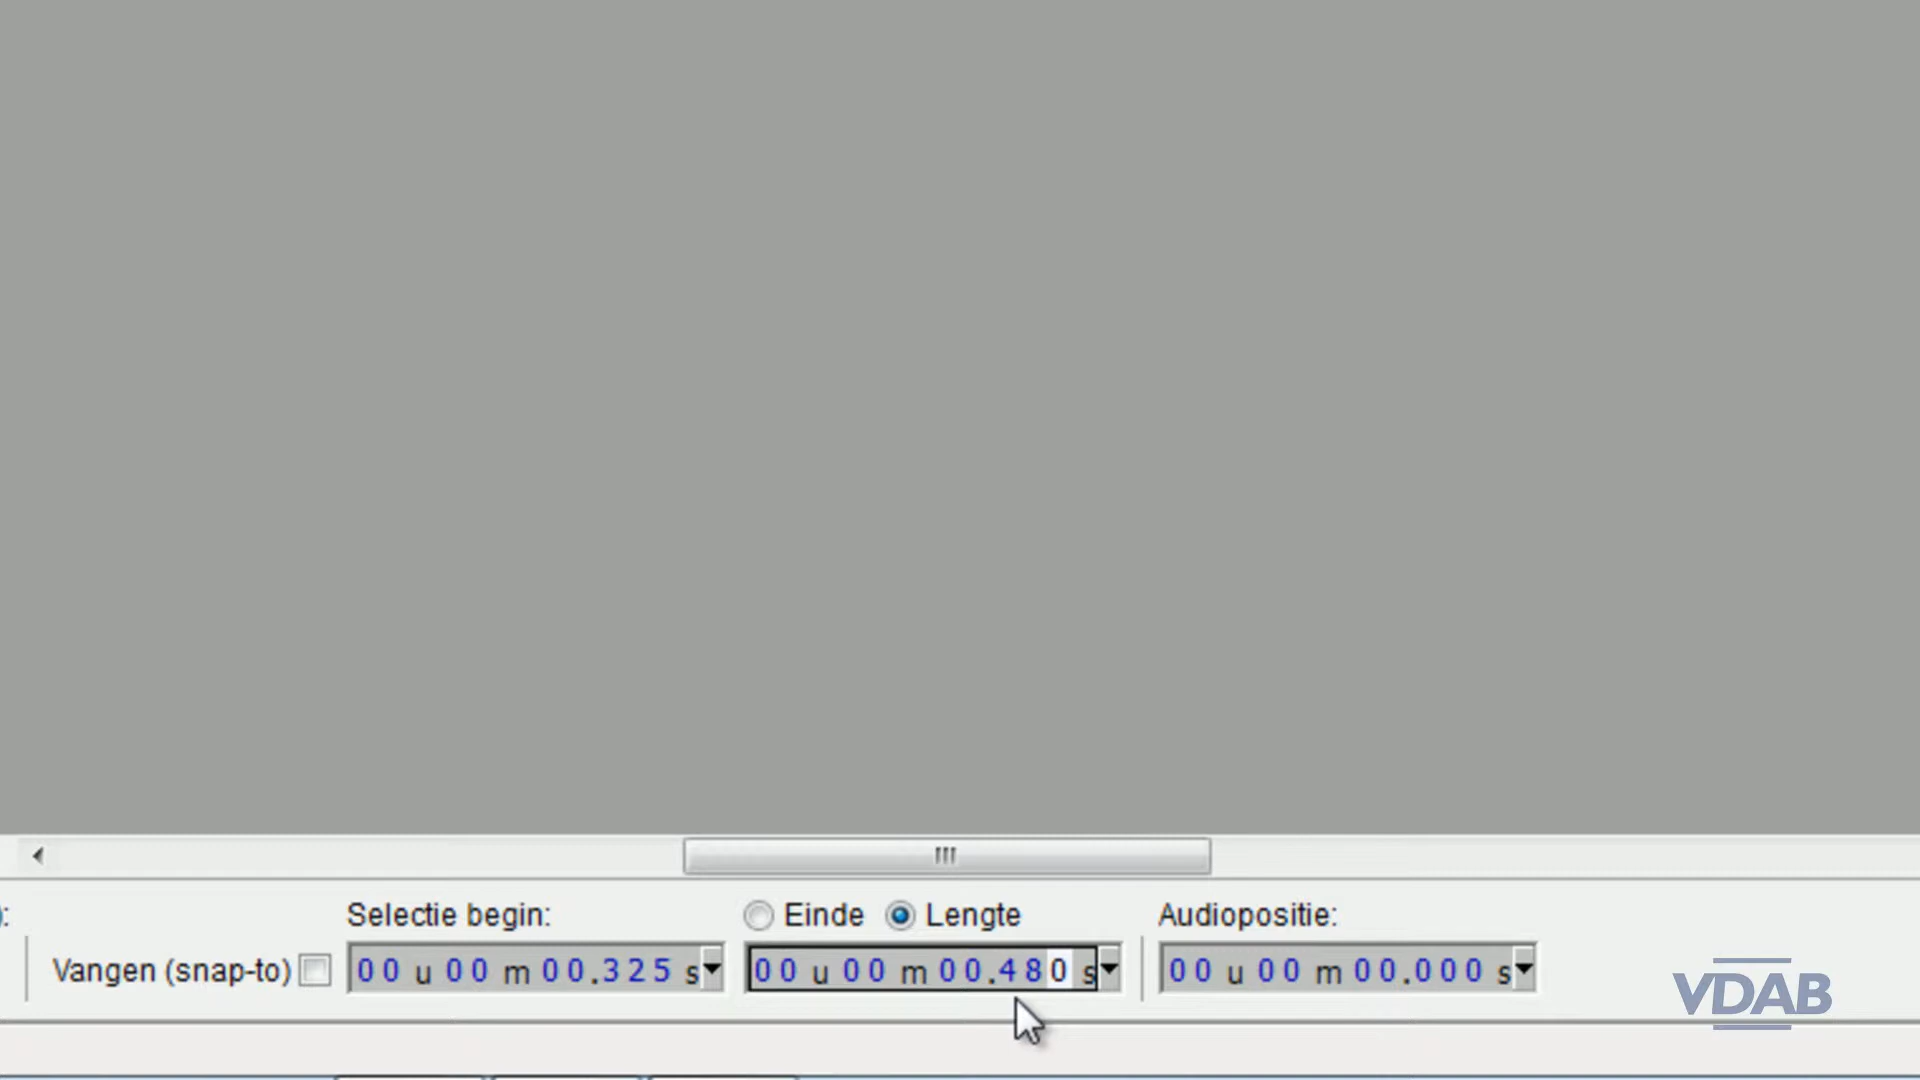 Selectie begin: Einde Lengte Audiopositie:
Vangen (snap-to) 00 u 00 m 00.325 s 00 u 00 m 00.480 s 00 u 00 m 00.000 s
VDAB